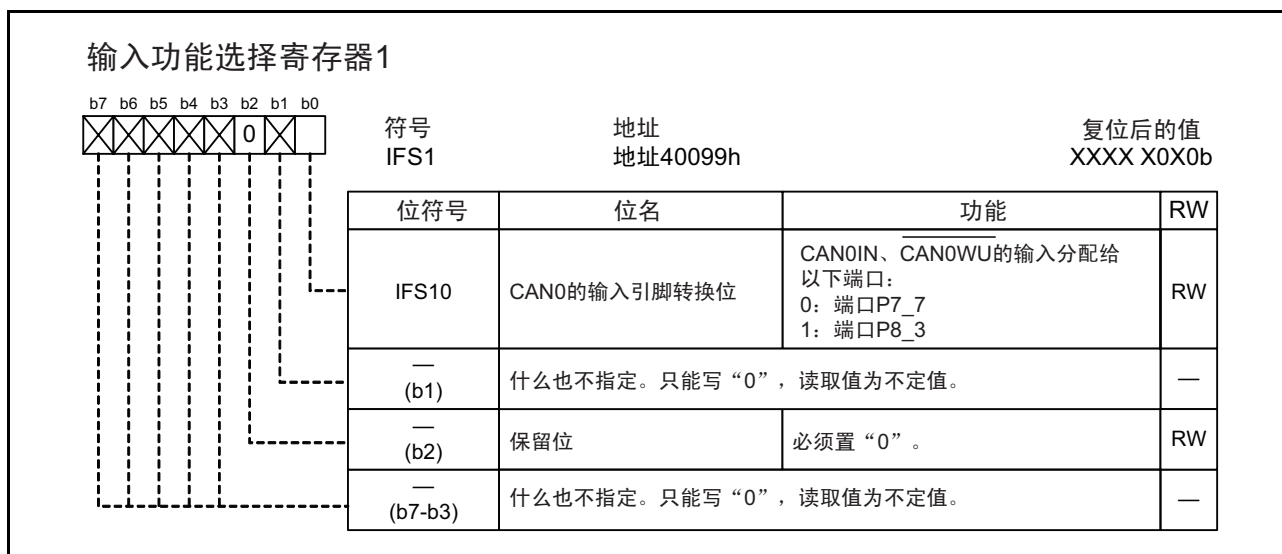 输入功能选择寄存器1
b7 b6 b5 b4 b3 b2 b1 b0
0
符号 地址 复位后的值
IFS1 地址40099h XXXX X0X0b
位符号 位名 功能 RW
IFS10 CAN0的输入引脚转换位 CAN0IN、CAN0WU的输入分配给 RW
以下端口：
0：端口P7_7
1：端口P8_3
— (b1) 什么也不指定。只能写“0”，读取值为不定值。 —
— (b2) 保留位 必须置“0”。 RW
— (b7-b3) 什么也不指定。只能写“0”，读取值为不定值。 —